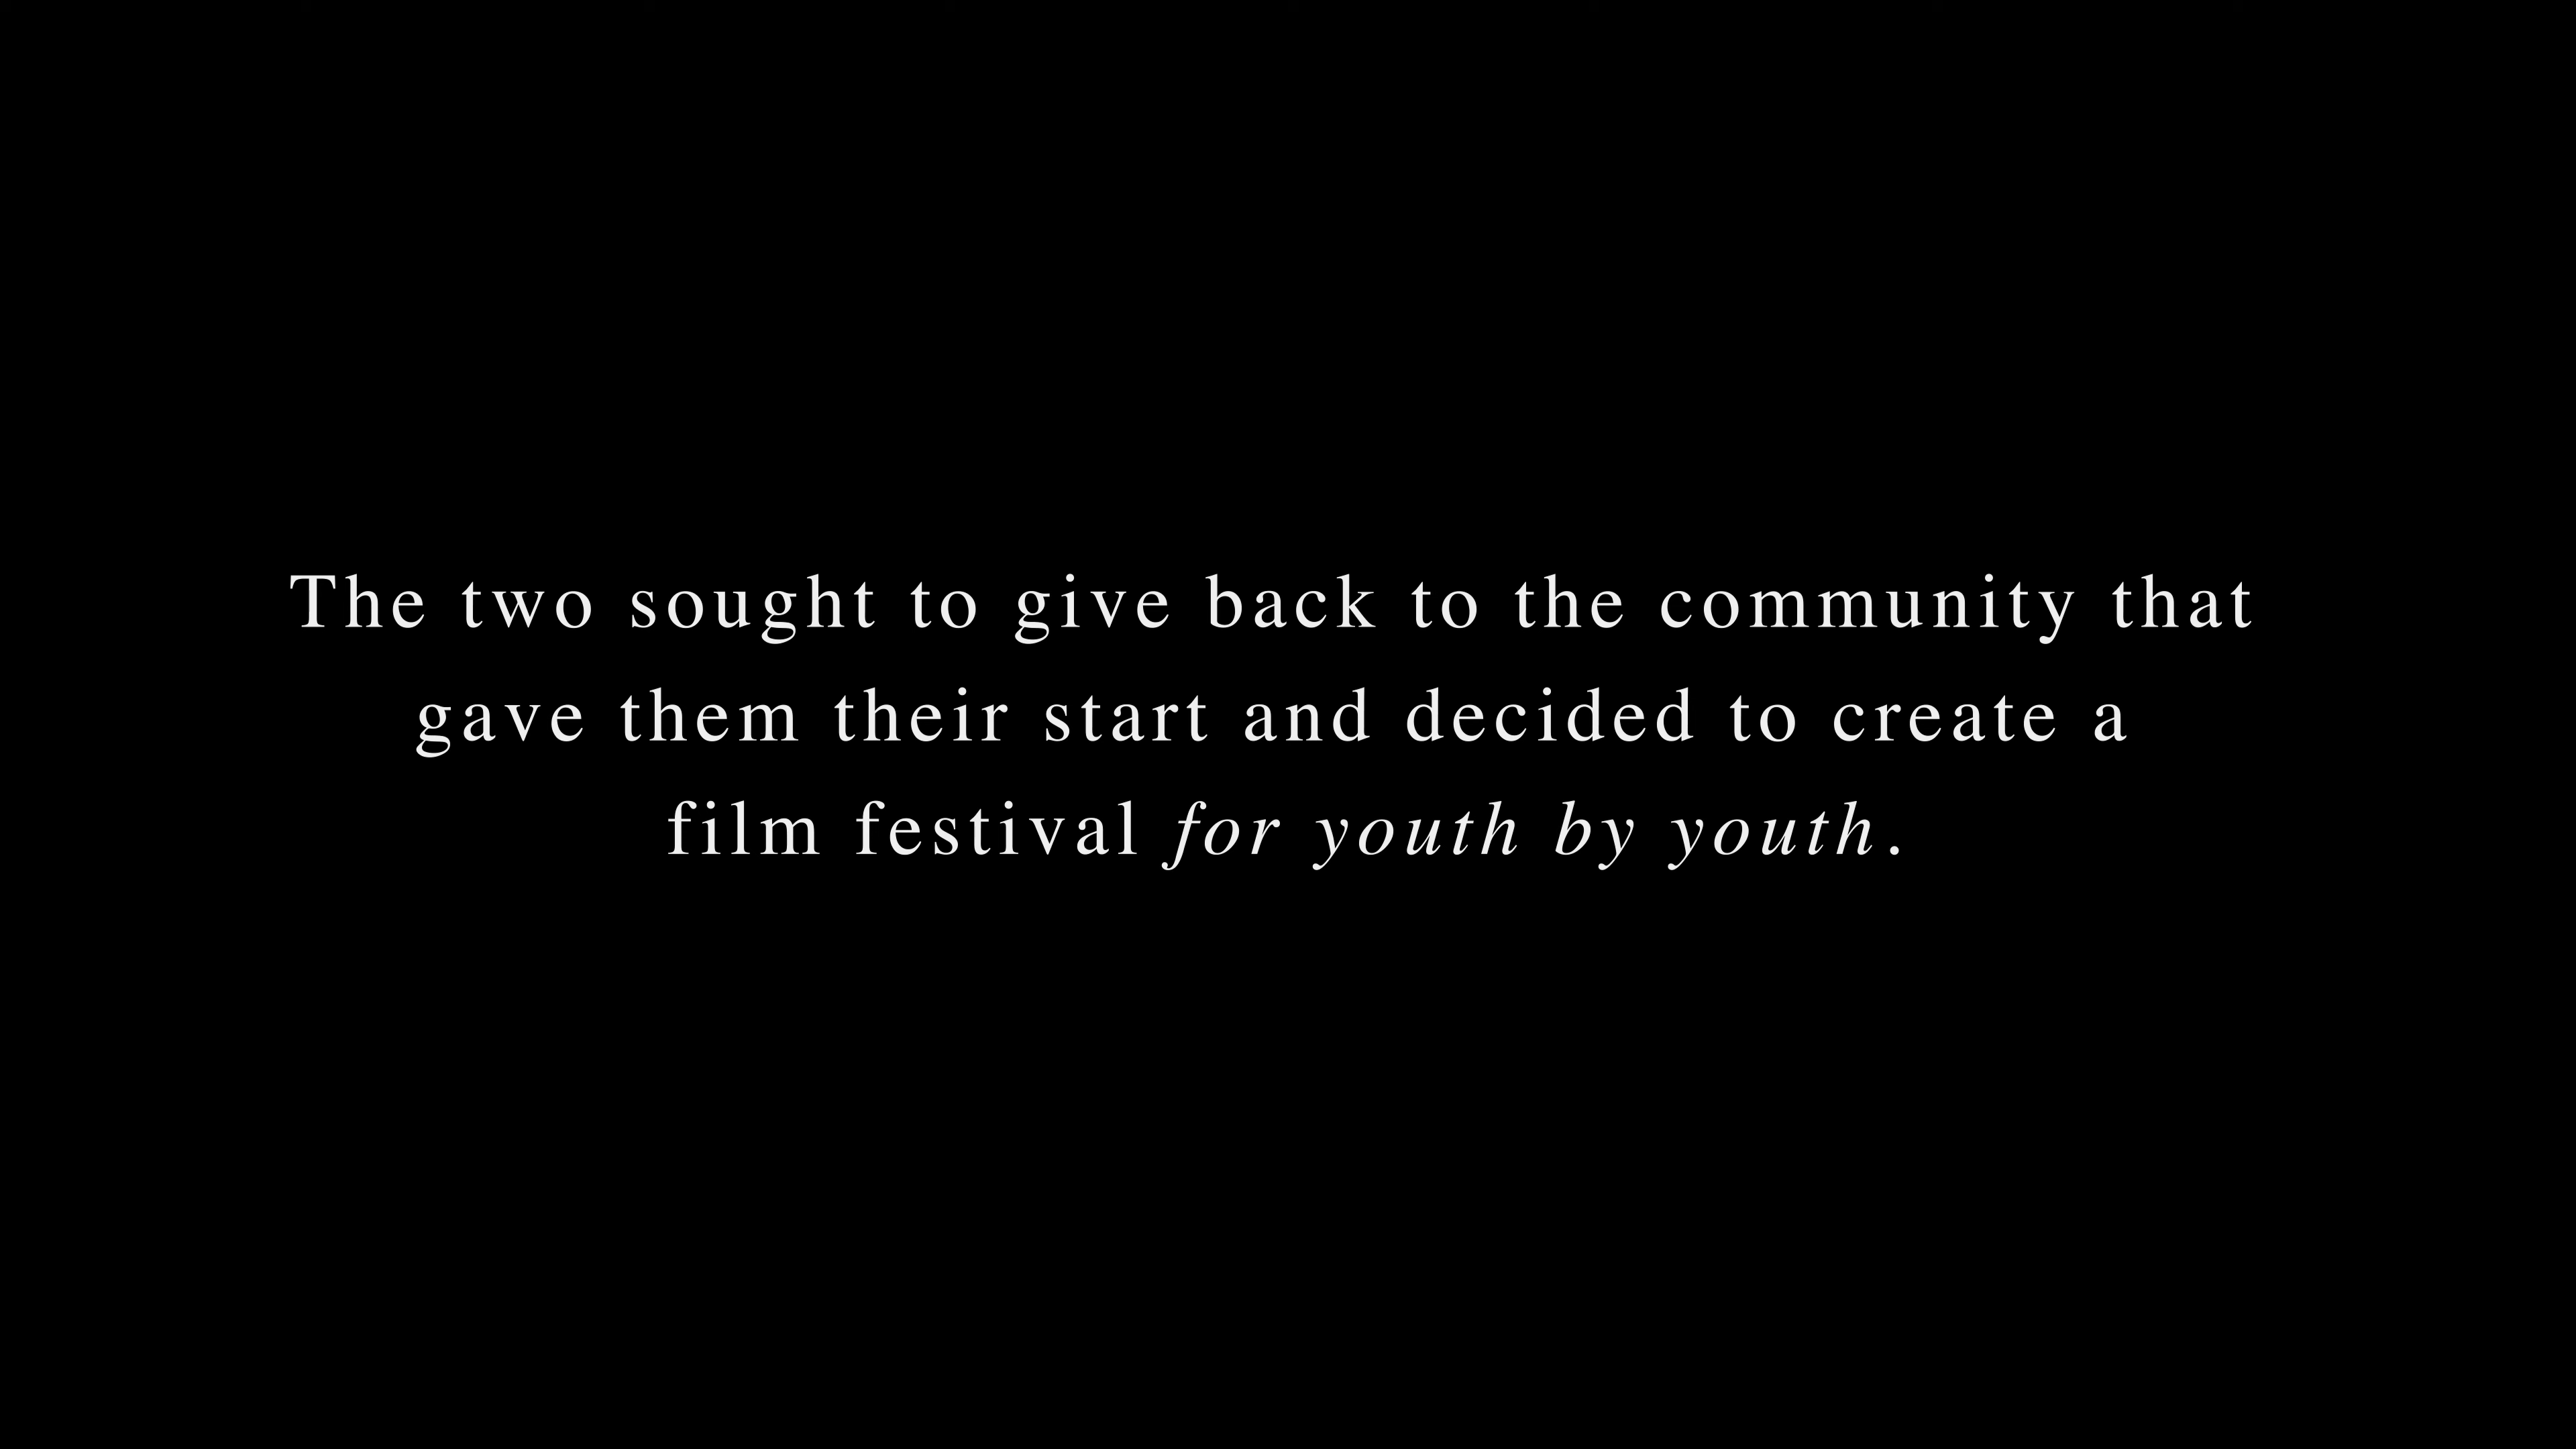 The two sought to give back to the community that
gave them their start and decided to create a
film festival for youth by youth.